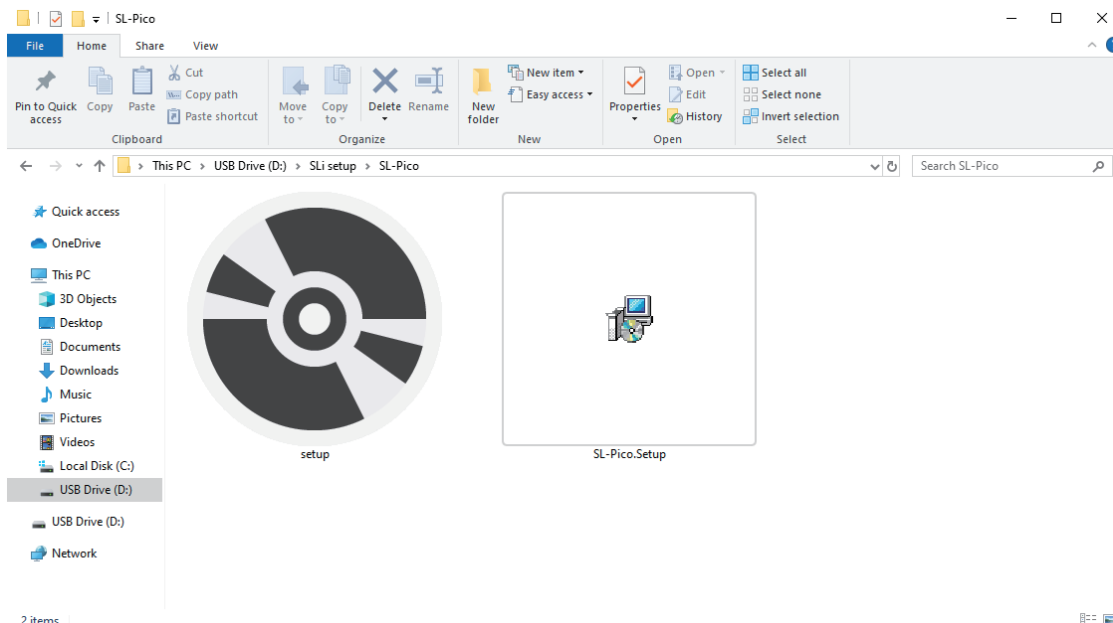 SL-Pico
File Home Share View
Pin to Quick access
Copy
Paste
Cut
Copy path
Paste shortcut
Clipboard
Move to
Copy to
Delete
Rename
Organize
New folder
New item
Easy access
New
Properties
Open
Edit
History
Open
Select all
Select none
Invert selection
Select
This PC > USB Drive (D:) > SLi setup > SL-Pico
Search SL-Pico
Quick access
OneDrive
This PC
3D Objects
Desktop
Documents
Downloads
Music
Pictures
Videos
Local Disk (C:)
USB Drive (D:)
USB Drive (D:)
Network
setup
SL-Pico.Setup
2 items